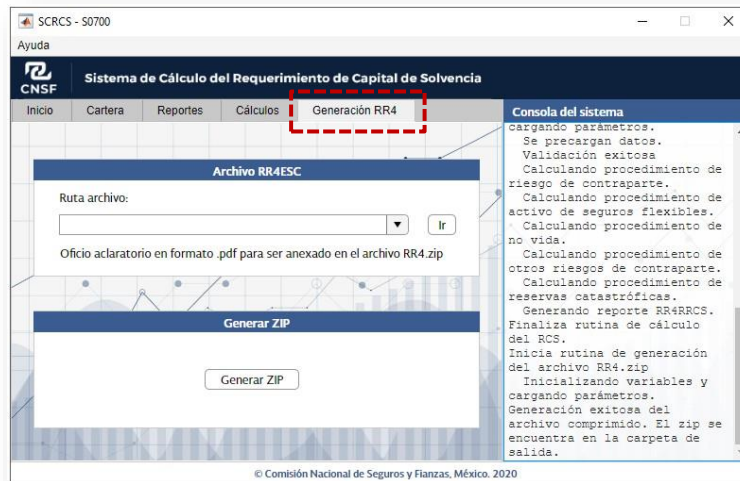 SCRCS - S0700
Ayuda
CNSF
Sistema de Cálculo del Requerimiento de Capital de Solvencia
Inicio
Cartera
Reportes
Cálculos
Generación RR4
Archivo RR4ESC
Ruta archivo:
Ir
Oficio aclaratorio en formato .pdf para ser anexado en el archivo RR4.zip
Generar ZIP
Generar ZIP
Consola del sistema
cargando parámetros.
Se precargan datos.
Validación exitosa
Calculando procedimiento de
riesgo de contraparte.
Calculando procedimiento de
activo de seguros flexibles.
Calculando procedimiento de
no vida.
Calculando procedimiento de
otros riesgos de contraparte.
Calculando procedimiento de
reservas catastróficas.
Generando reporte RR4RRCS.
Finaliza rutina de cálculo
del RCS.
Inicia rutina de generación
del archivo RR4.zip
Inicializando variables y
cargando parámetros.
Generación exitosa del
archivo comprimido. El zip se
encuentra en la carpeta de
salida.
© Comisión Nacional de Seguros y Fianzas, México. 2020